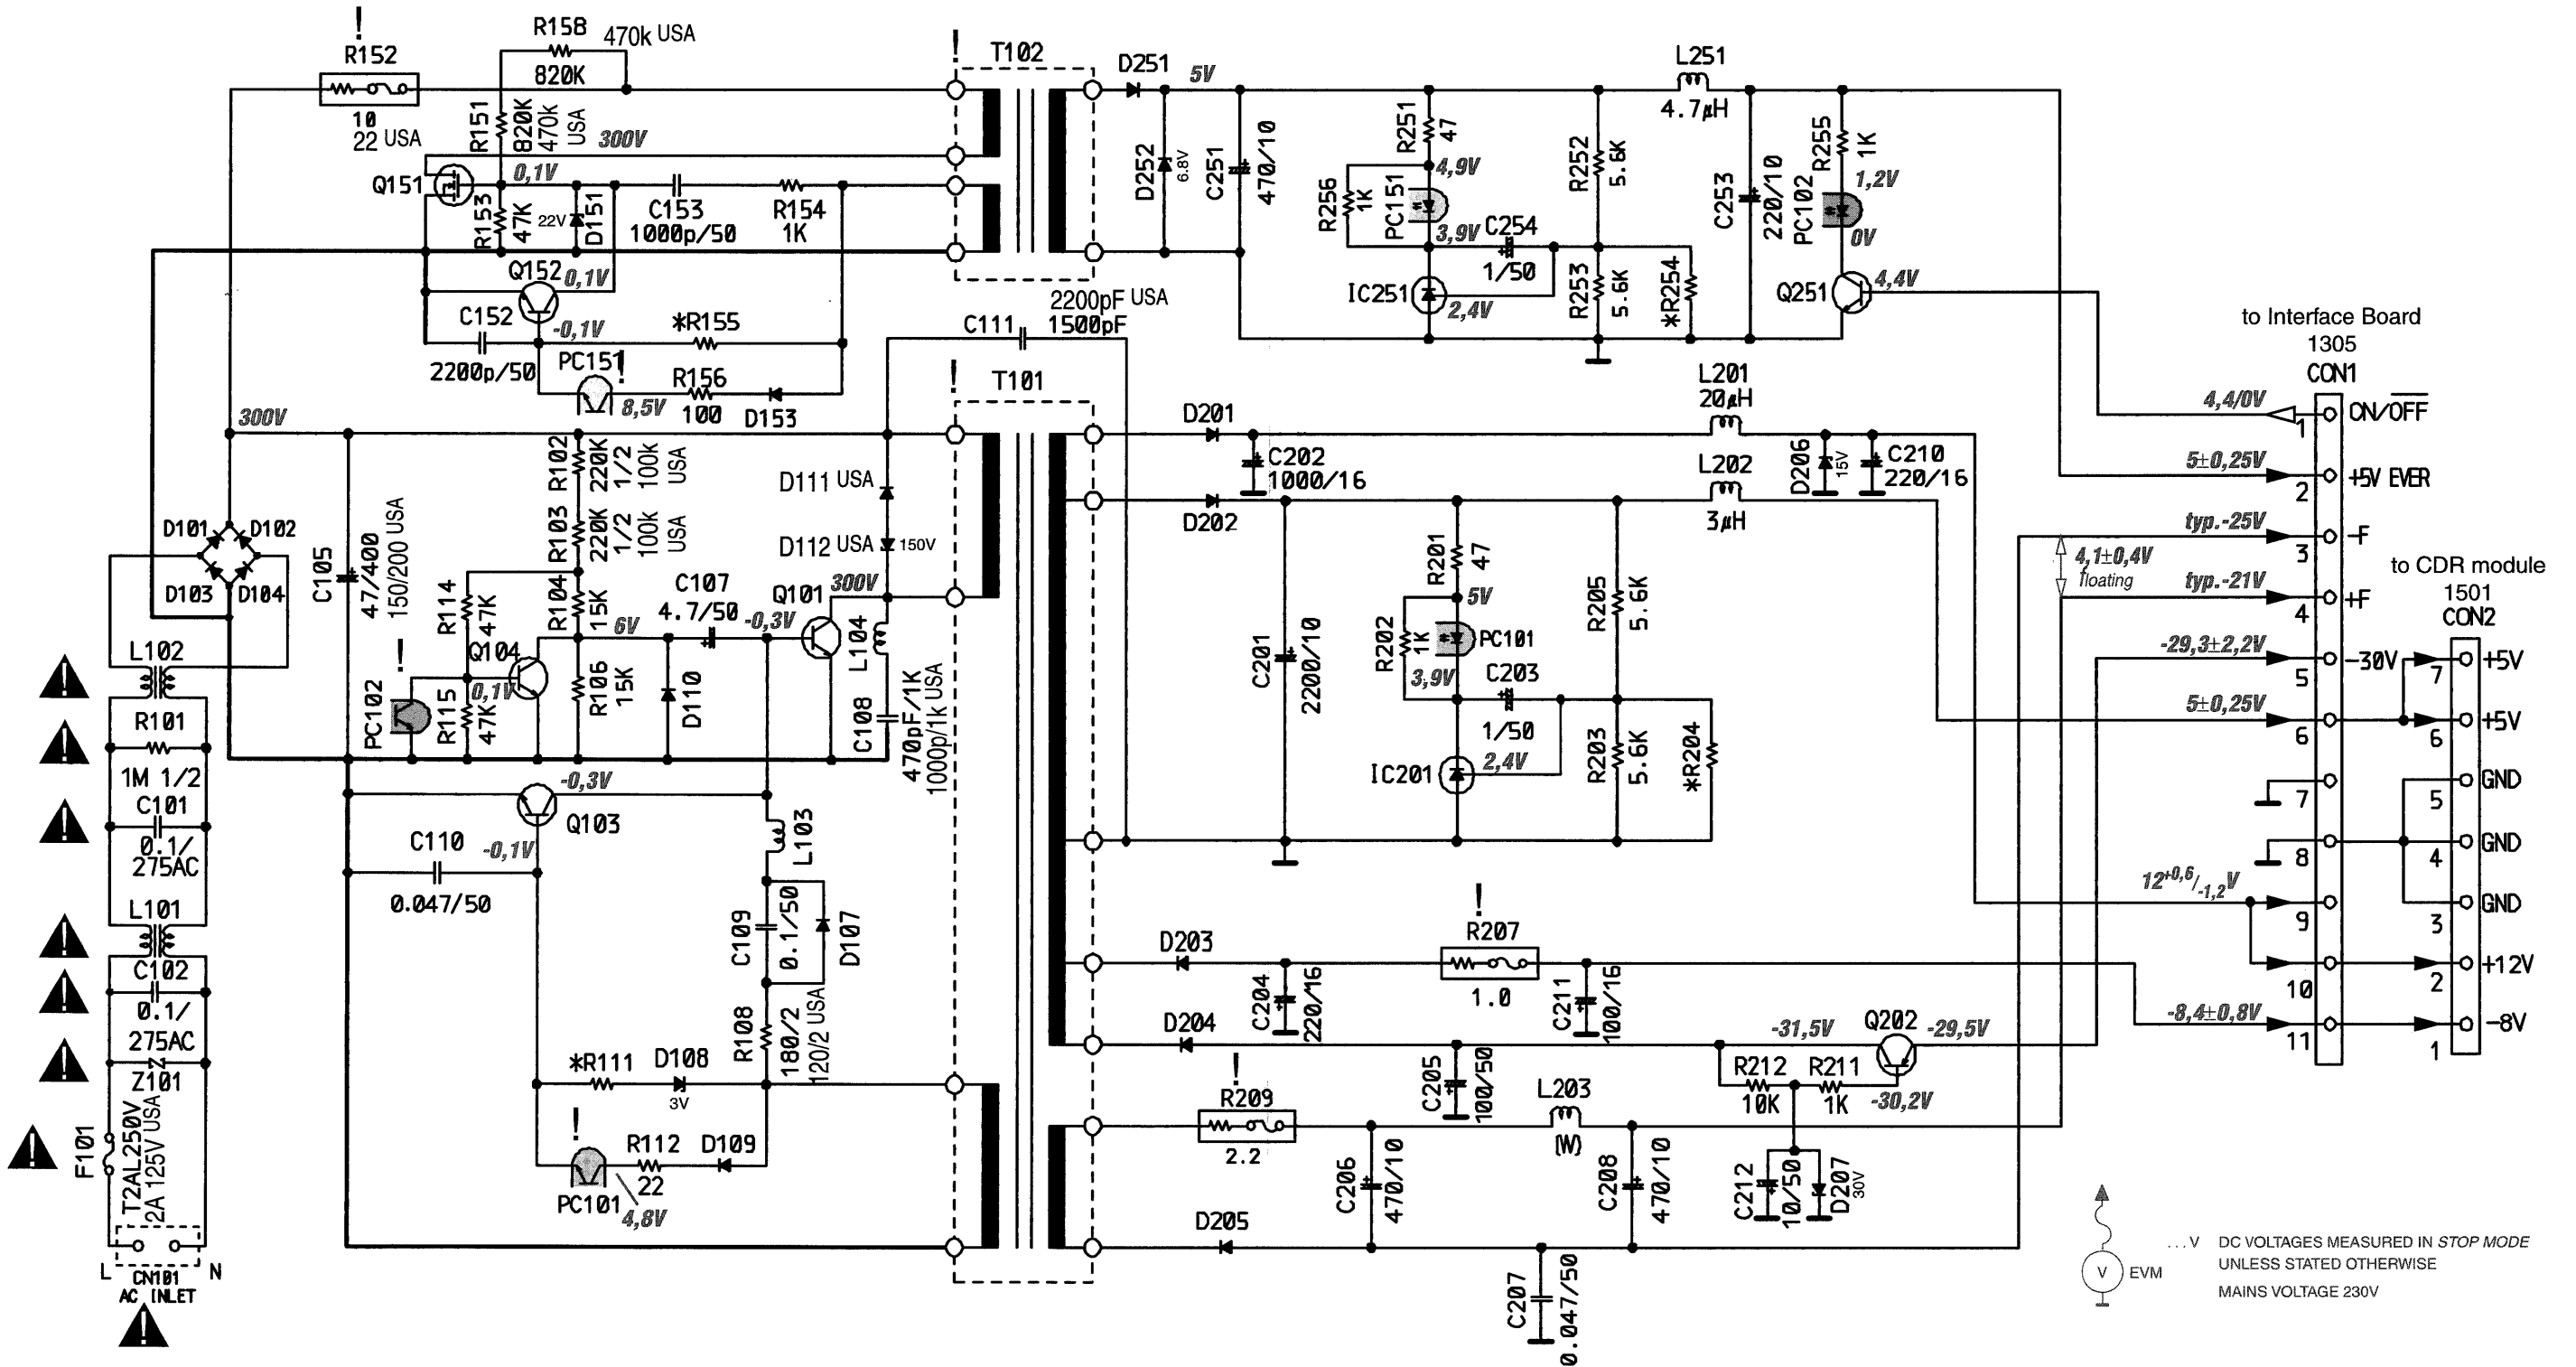 !
R152
10
22 USA
R158
470k USA
820K
R151
820K
470k
USA
300V
Q151
0,1V
R153
47K
22V
D151
C153
1000p/50
R154
1K
Q152
0,1V
-0,1V
C152
2200p/50
*R155
PC151
!
8,5V
R156
100
D153
!
T102
D251
5V
D252
6.8V
C251
470/10
R251
47
4,9V
R256
1K
PC151
3,9V
C254
1/50
IC251
2,4V
R252
5.6K
R253
5.6K
*R254
L251
4.7µH
C253
220/10
R255
1K
1,2V
PC102
0V
Q251
4,4V
2200pF USA
C111
1500pF
300V
D101
D102
D103
D104
C105
47/400
150/200 USA
R102
220K
1/2
100k
USA
R103
220K
1/2
100k
USA
R114
47K
R104
15K
6V
Q104
0,1V
!
PC102
R115
47K
R106
15K
D110
C107
4.7/50
-0,3V
Q101
300V
D111 USA
D112 USA
150V
L104
C108
470pF/1K
1000p/1k USA
!
T101
D201
C202
1000/16
L201
20µH
D206
15V
C210
220/16
D202
L202
3µH
C201
2200/10
R201
47
5V
R202
1K
PC101
3,9V
C203
1/50
IC201
2,4V
R205
5.6K
R203
5.6K
*R204
L102
R101
1M 1/2
C101
0.1/
275AC
L101
C102
0.1/
275AC
Z101
F101
T2AL250V
2A 125V USA
L
N
CN101
AC INLET
-0,3V
Q103
C110
0.047/50
-0,1V
L103
C109
0.1/50
D107
R108
180/2
120/2 USA
*R111
D108
3V
!
PC101
4,8V
R112
22
D109
D203
C204
220/16
!
R207
1.0
C211
100/16
D204
C205
100/50
-31,5V
Q202
-29,5V
R212
10K
R211
1K
-30,2V
C212
10/50
D207
30V
!
R209
2.2
C206
470/10
L203
(W)
C208
470/10
D205
C207
0.047/50
to Interface Board
1305
CON1
4,4/0V
1
ON/OFF
5±0,25V
2
+5V EVER
typ.-25V
3
-F
4,1±0,4V
floating
typ.-21V
4
+F
-29,3±2,2V
5
-30V
5±0,25V
6
7
8
12+0,6/-1,2V
9
10
-8,4±0,8V
11
to CDR module
1501
CON2
7
+5V
6
+5V
5
GND
4
GND
3
GND
2
+12V
1
-8V
V
EVM
...V DC VOLTAGES MEASURED IN STOP MODE
UNLESS STATED OTHERWISE
MAINS VOLTAGE 230V